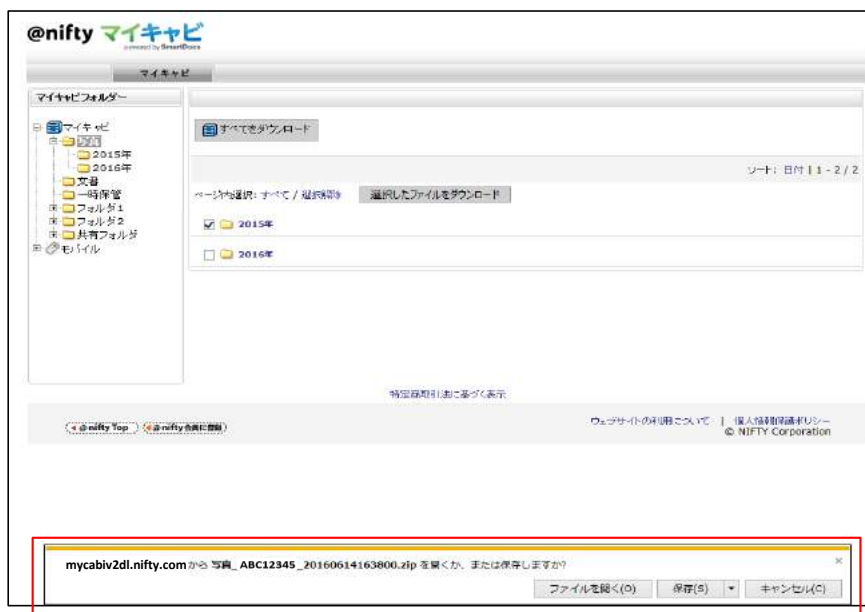 @nifty マイキャビ
powered by SmartDocs
マイキャビ
マイキャビフォルダー
マイキャビ
写真
2015年
2016年
文書
一時保管
フォルダ1
フォルダ2
共有フォルダ
モバイル
すべてをダウンロード
ソート: 日付 | 1 - 2 / 2
ページ内選択: すべて / 選択解除 選択したファイルをダウンロード
2015年
2016年
特定商取引法に基づく表示
@nifty Top @nifty会員に登録
ウェブサイトの利用について | 個人情報保護ポリシー
© NIFTY Corporation
mycabiv2dl.nifty.com から 写真_ABC12345_20160614163800.zip を開くか、または保存しますか?
×
ファイルを開く(O) 保存(S) ▼ キャンセル(C)